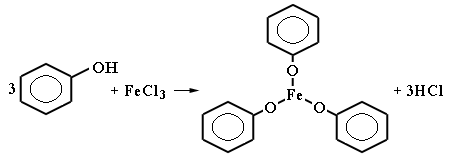 OH
3 + FeCl₃ → O + 3HCl
Fe
O O